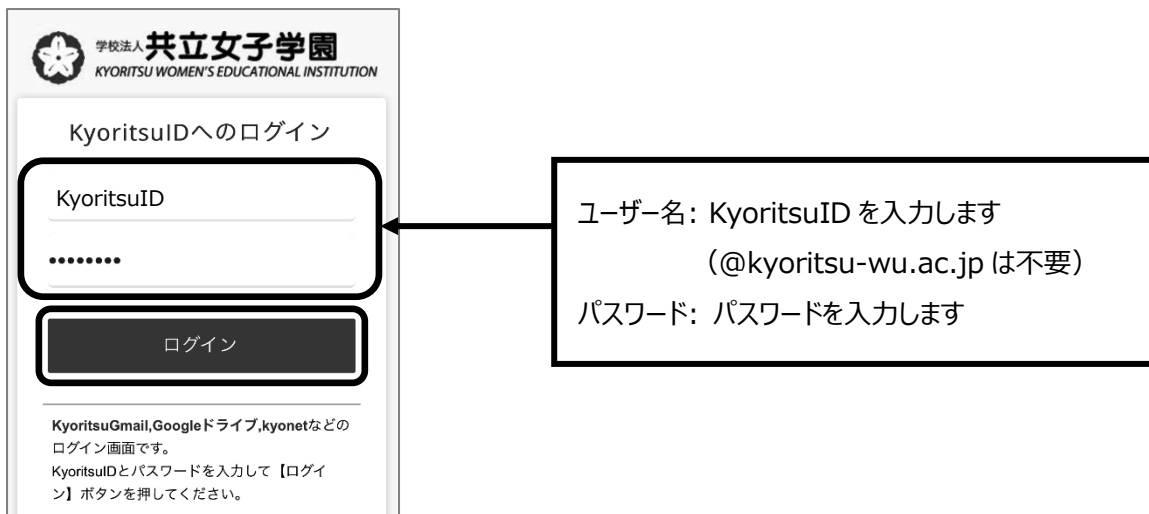 学校法人共立女子学園
KYORITSU WOMEN'S EDUCATIONAL INSTITUTION
KyoritsuIDへのログイン
KyoritsuID
••••••••
ログイン
KyoritsuGmail,Googleドライブ,kyonetなどの
ログイン画面です。
KyoritsuIDとパスワードを入力して【ログイ
ン】ボタンを押してください。
ユーザー名: KyoritsuID を入力します
（@kyoritsu-wu.ac.jp は不要）
パスワード: パスワードを入力します